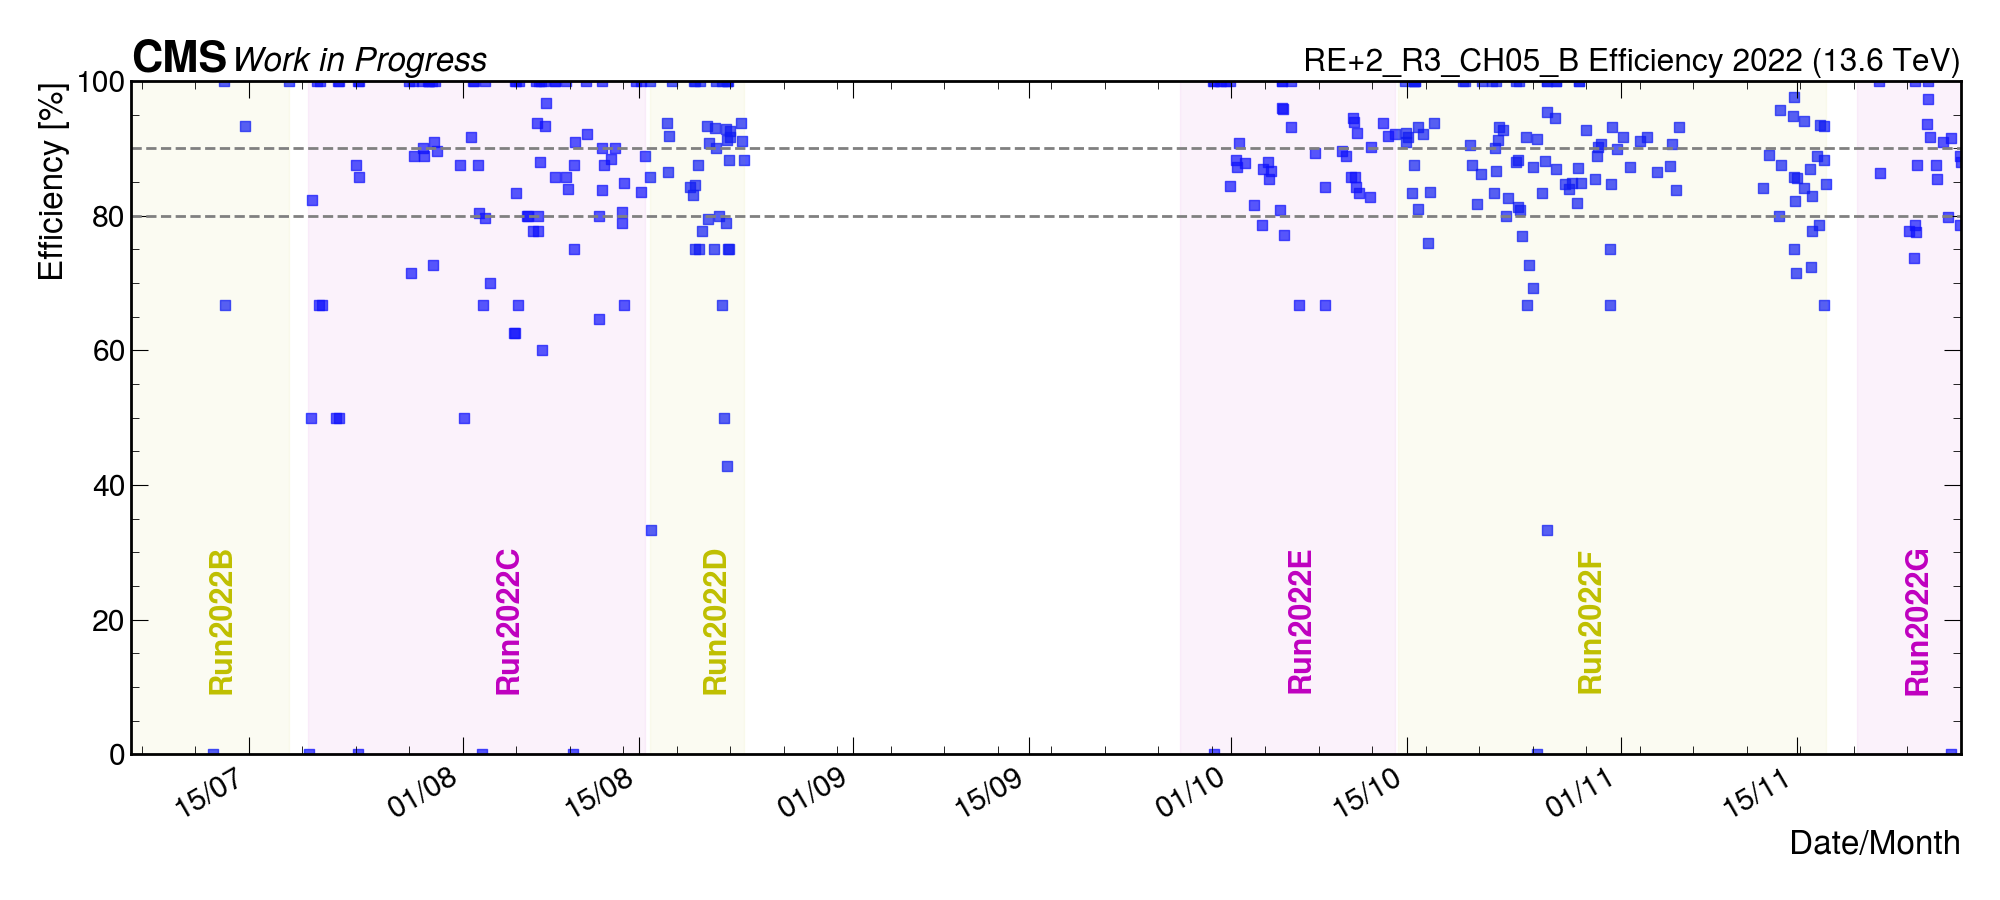 CMS Work in Progress
RE+2_R3_CH05_B Efficiency 2022 (13.6 TeV)
Efficiency [%]
100
80
60
40
20
0
Run2022B
Run2022C
Run2022D
Run2022E
Run2022F
Run2022G
15/07
01/08
15/08
01/09
15/09
01/10
15/10
01/11
15/11
Date/Month